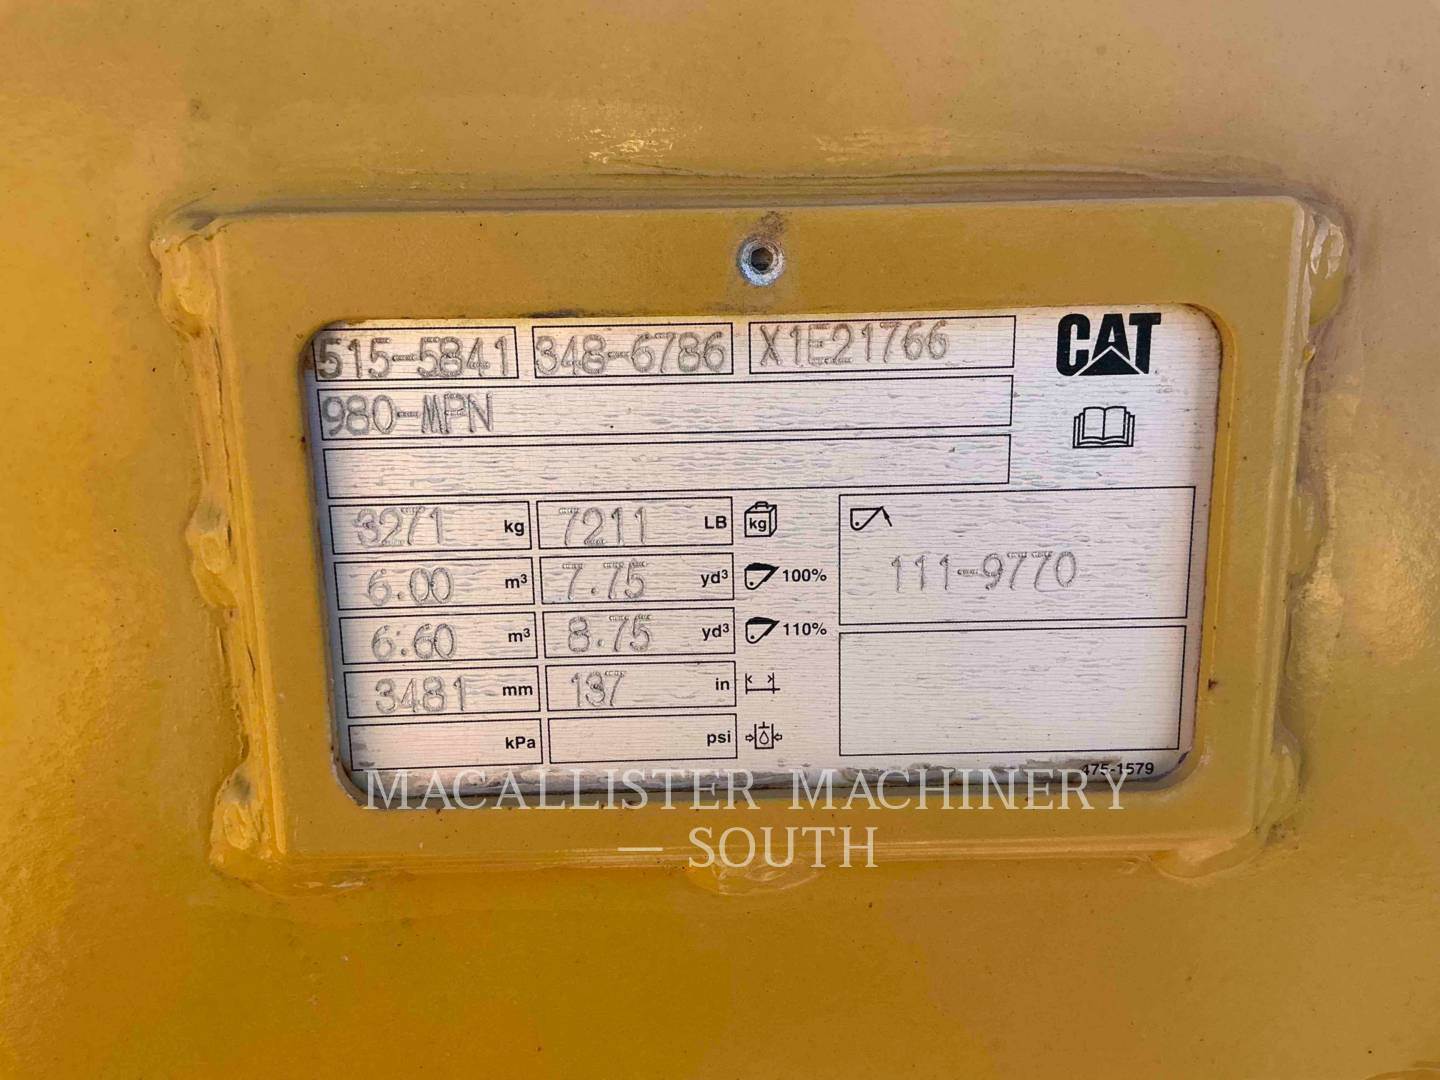 515-5841 348-6786 X1E21766 CAT
980-MPN
3271 kg 7211 LB kg
6.00 m³ 7.75 yd³ 100%
6.60 m³ 8.75 yd³ 110%
111-9770
3481 mm 137 in
kPa psi
475-1579
MACALLISTER MACHINERY
— SOUTH